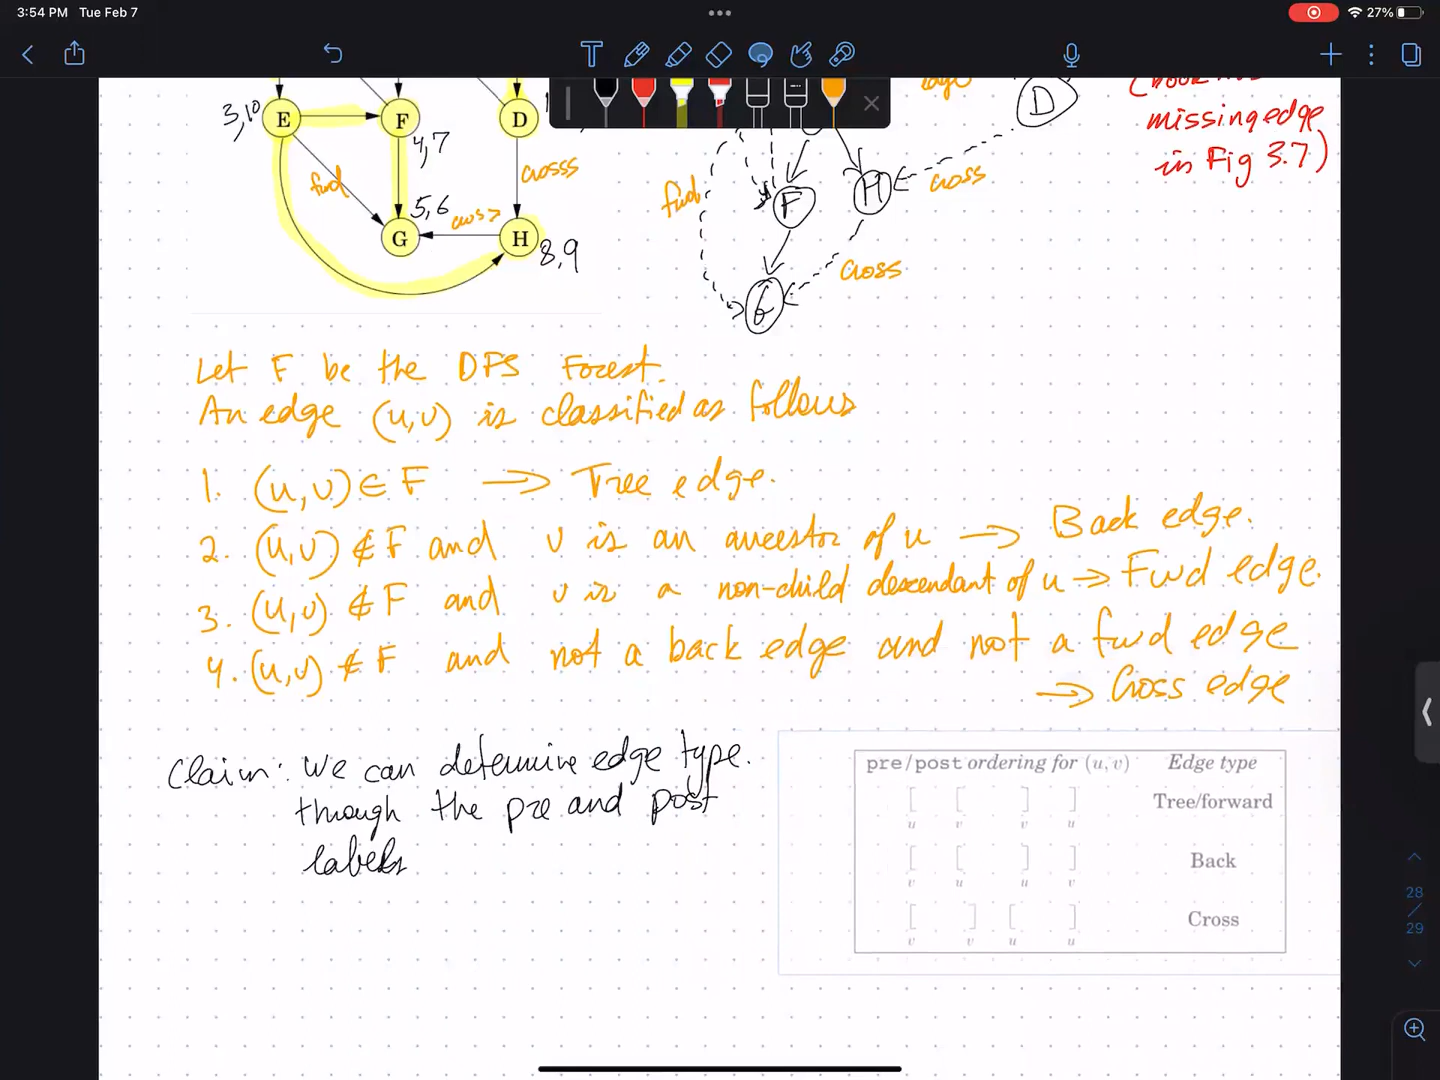 3:54 PM Tue Feb 7
27%
edge
D
missing edge
in Fig 3.7)
3,10
E
F
D
4,7
crosss
fwd
5,6
cross
G
H
8,9
fwd
F
H
cross
cross
G
Let F be the DFS Forest.
An edge (u,v) is classified as follows
1. (u,v) ∈ F → Tree edge.
2. (u,v) ∉ F and v is an ancestor of u → Back edge.
3. (u,v) ∉ F and v is a non-child descendant of u → Fwd edge.
4. (u,v) ∉ F and not a back edge and not a fwd edge
→ Cross edge
Claim: We can determine edge type.
though the pre and post
labels
pre/post ordering for (u, v) Edge type
[ [ ] ] Tree/forward
u v v u
[ [ ] ] Back
v u u v
[ ] [ ] Cross
v v u u
28
/
29